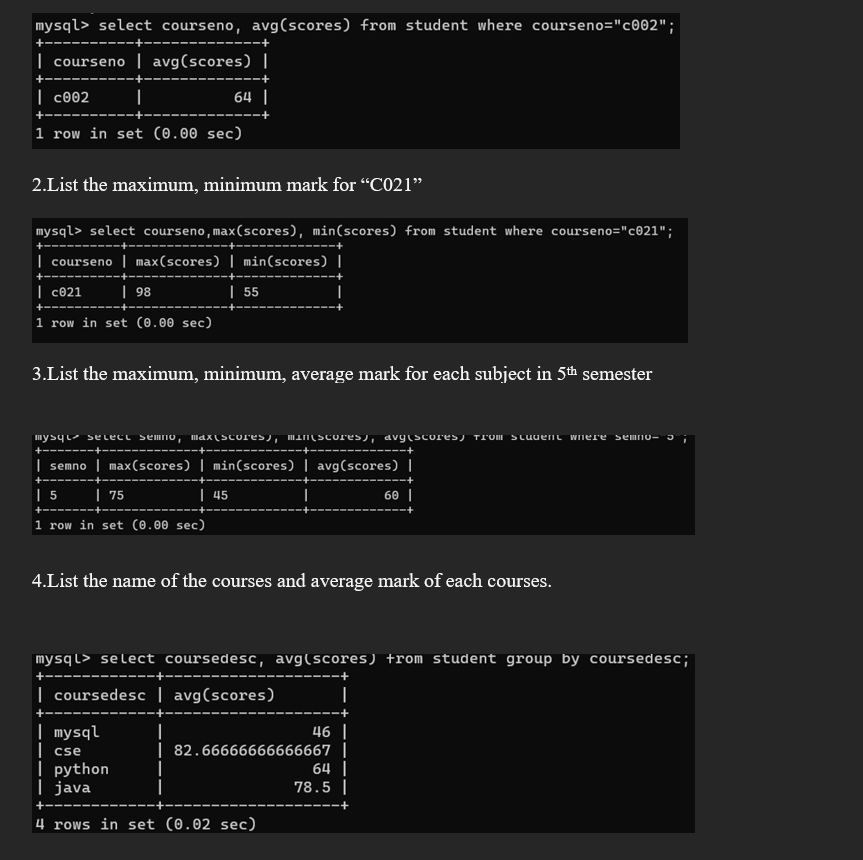 mysql> select courseno, avg(scores) from student where courseno="c002";
+----------+-------------+
| courseno | avg(scores) |
+----------+-------------+
| c002     |          64 |
+----------+-------------+
1 row in set (0.00 sec)
2.List the maximum, minimum mark for “C021”
mysql> select courseno,max(scores), min(scores) from student where courseno="c021";
+----------+-------------+-------------+
| courseno | max(scores) | min(scores) |
+----------+-------------+-------------+
| c021     | 98          | 55          |
+----------+-------------+-------------+
1 row in set (0.00 sec)
3.List the maximum, minimum, average mark for each subject in 5th semester
mysql> select semno, max(scores), min(scores), avg(scores) from student where semno="5";
+-------+-------------+-------------+-------------+
| semno | max(scores) | min(scores) | avg(scores) |
+-------+-------------+-------------+-------------+
| 5     | 75          | 45          |          60 |
+-------+-------------+-------------+-------------+
1 row in set (0.00 sec)
4.List the name of the courses and average mark of each courses.
mysql> select coursedesc, avg(scores) from student group by coursedesc;
+------------+-------------------+
| coursedesc | avg(scores)       |
+------------+-------------------+
| mysql      |                46 |
| cse        | 82.66666666666667 |
| python     |                64 |
| java       |              78.5 |
+------------+-------------------+
4 rows in set (0.02 sec)